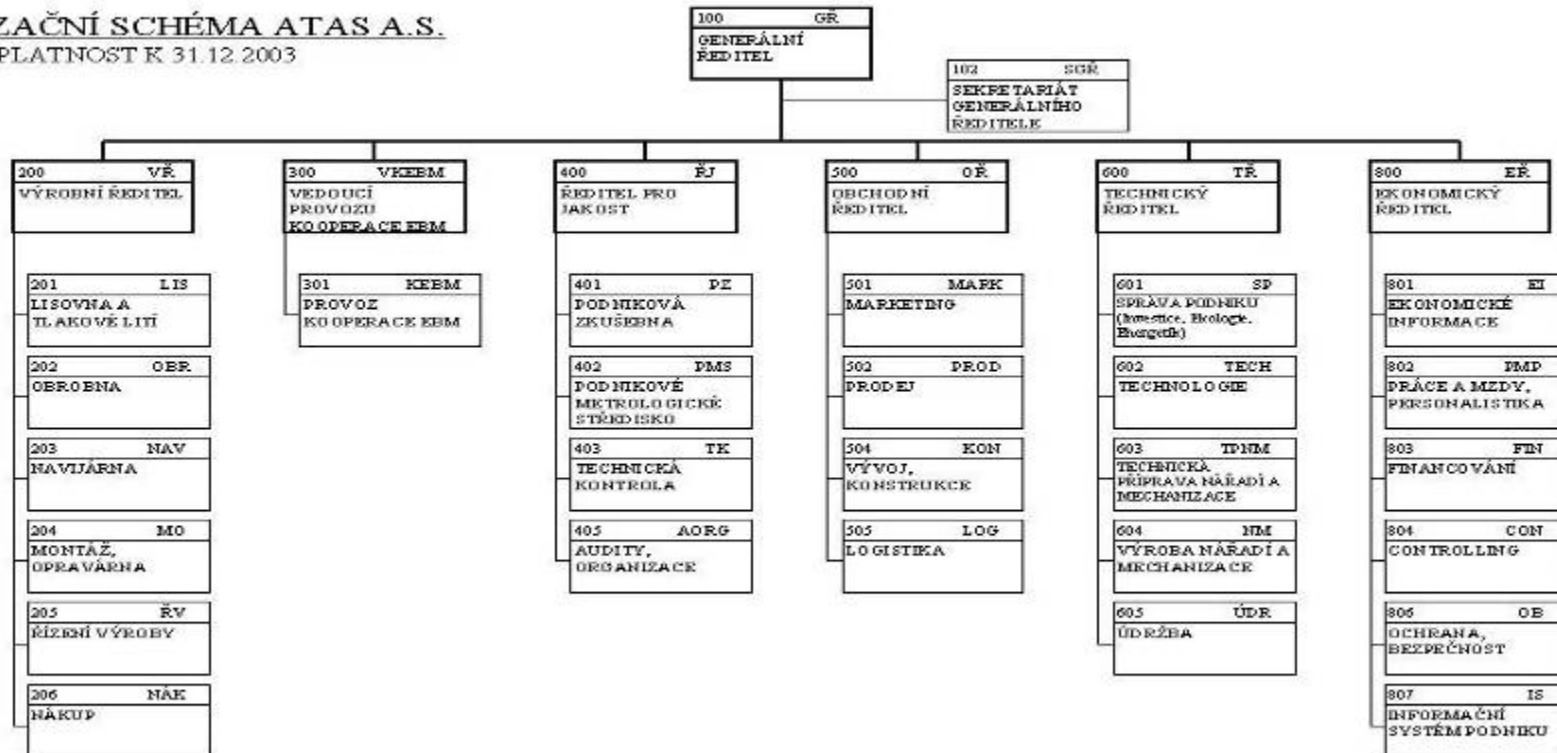 ZAČNÍ SCHÉMA ATAS A.S.
PLATNOST K 31.12.2003
100 GŘ
GENERÁLNÍ
ŘEDITEL
102 SGŘ
SEKRETARIÁT
GENERÁLNÍHO
ŘEDITELE
200 VŘ
VÝROBNÍ ŘEDITEL
201 LIS
LISOVNA A
TLAKOVÉ LITÍ
202 OBR
OBROBNA
203 NAV
NAVIJÁRNA
204 MO
MONTÁŽ,
OPRAVÁRNA
205 ŘV
ŘÍZENÍ VÝROBY
206 NÁK
NÁKUP
300 VKEBM
VEDOUCÍ
PROVOZU
KOOPERACE EBM
301 KEBM
PROVOZ
KOOPERACE EBM
400 ŘJ
ŘEDITEL PRO
JAKOST
401 PZ
PODNIKOVÁ
ZKUŠEBNA
402 PMS
PODNIKOVÉ
METROLOGICKÉ
STŘEDISKO
403 TK
TECHNICKÁ
KONTROLA
405 AORG
AUDITY,
ORGANIZACE
500 OŘ
OBCHODNÍ
ŘEDITEL
501 MARK
MARKETING
502 PROD
PRODEJ
504 KON
VÝVOJ,
KONSTRUKCE
505 LOG
LOGISTIKA
600 TŘ
TECHNICKÝ
ŘEDITEL
601 SP
SPRÁVA PODNIKU
(Investice, Ekologie,
Energetik)
602 TECH
TECHNOLOGIE
603 TPNM
TECHNICKÁ
PŘÍPRAVA NÁŘADÍ A
MECHANIZACE
604 NM
VÝROBA NÁŘADÍ A
MECHANIZACE
605 ÚDR
ÚDRŽBA
800 EŘ
EKONOMICKÝ
ŘEDITEL
801 EI
EKONOMICKÉ
INFORMACE
802 PMP
PRÁCE A MZDY,
PERSONALISTIKA
803 FIN
FINANCOVÁNÍ
804 CON
CONTROLLING
806 OB
OCHRANA,
BEZPEČNOST
807 IS
INFORMAČNÍ
SYSTÉM PODNIKU